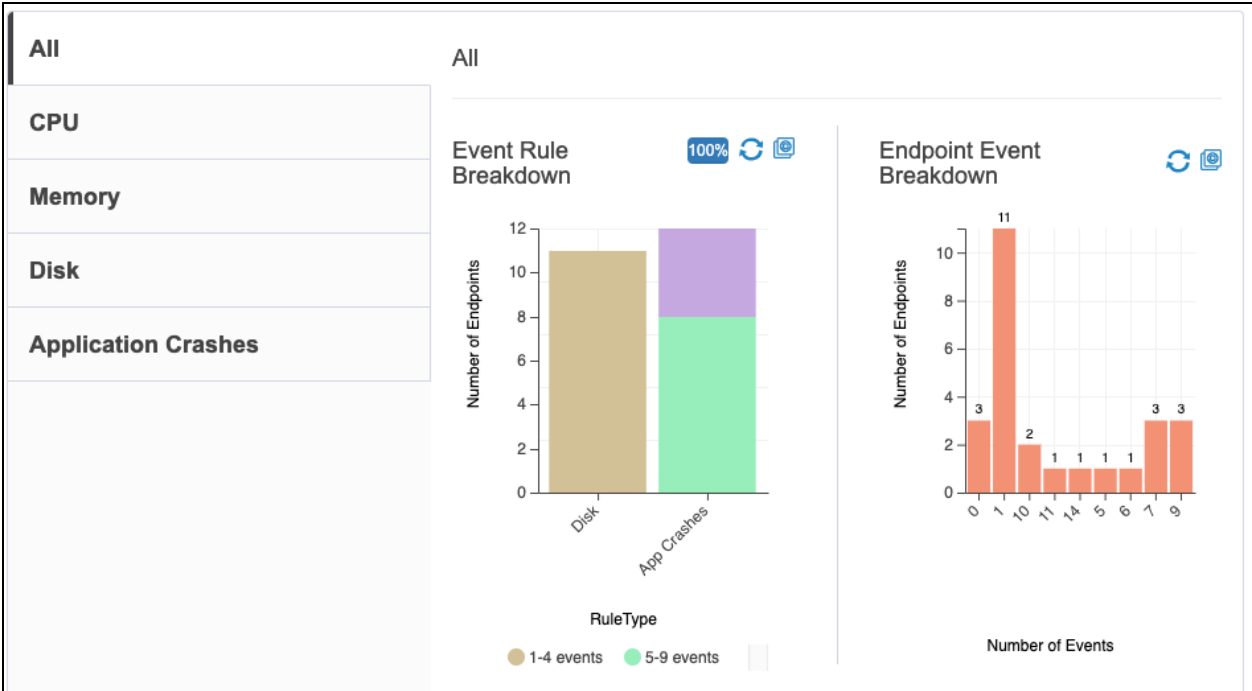 All
CPU
Memory
Disk
Application Crashes
All
Event Rule
Breakdown
100%
12
10
8
6
4
2
0
Number of Endpoints
Disk
App Crashes
RuleType
1-4 events
5-9 events
Endpoint Event
Breakdown
10
8
6
4
2
0
Number of Endpoints
3
11
2
1
1
1
1
3
3
0
1
10
11
14
5
6
7
9
Number of Events